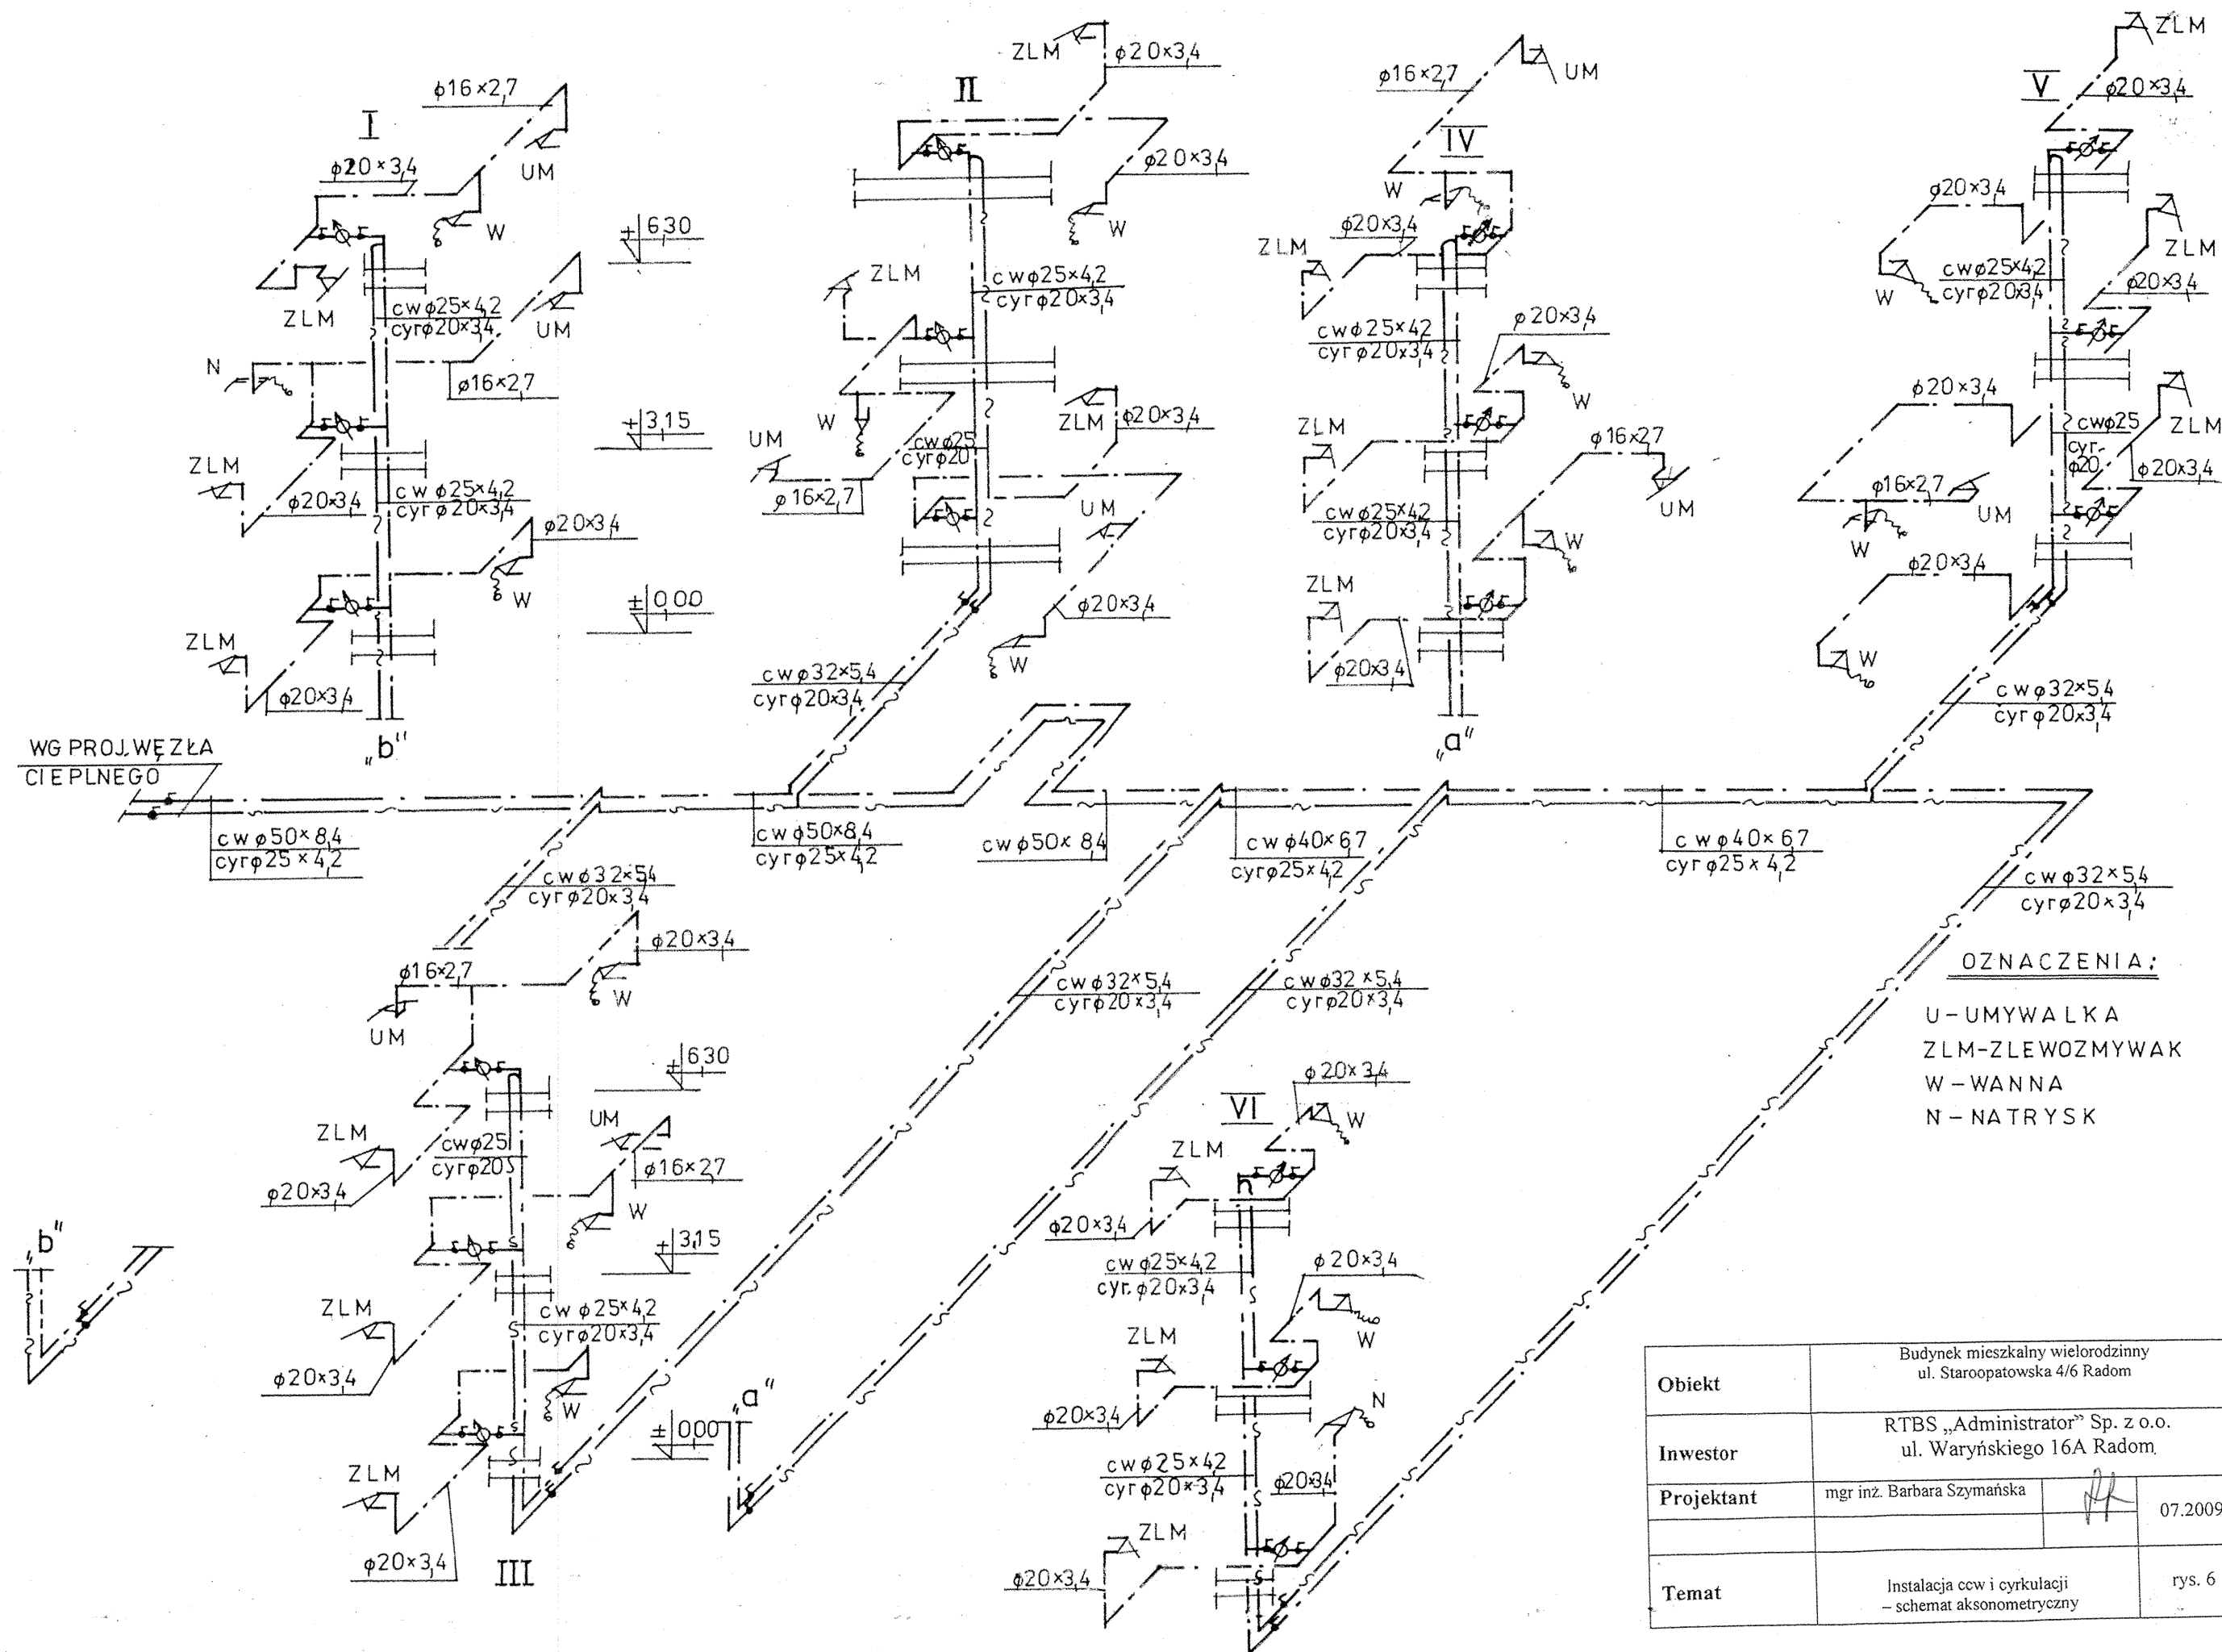 I
φ16×2,7
φ20×3,4
UM
W
ZLM
cwφ25×4,2
cyrφ20×3,4
± 6,30
UM
N
φ16×2,7
± 3,15
ZLM
φ20×3,4
cw φ25×4,2
cyr φ20×3,4
φ20×3,4
W
± 0,00
ZLM
φ20×3,4
„b"
II
ZLM
φ20×3,4
φ20×3,4
W
ZLM
cwφ25×4,2
cyrφ20×3,4
W
UM
φ16×2,7
cwφ25
cyrφ20
ZLM
φ20×3,4
UM
φ20×3,4
W
cwφ32×5,4
cyrφ20×3,4
IV
φ16×2,7
UM
W
φ20×3,4
ZLM
cwφ25×4,2
cyrφ20×3,4
φ20×3,4
W
ZLM
φ16×2,7
UM
cwφ25×4,2
cyrφ20×3,4
W
ZLM
φ20×3,4
„a"
V
ZLM
φ20×3,4
φ20×3,4
ZLM
W
cwφ25×4,2
cyrφ20×3,4
φ20×3,4
φ20×3,4
ZLM
cwφ25
cyr.
φ20
φ20×3,4
φ16×2,7
UM
W
φ20×3,4
W
cwφ32×5,4
cyrφ20×3,4
WG PROJ. WĘZŁA
CIEPLNEGO
cwφ50×8,4
cyrφ25×4,2
cwφ50×8,4
cyrφ25×4,2
cwφ50×8,4
cwφ40×6,7
cyrφ25×4,2
cwφ40×6,7
cyrφ25×4,2
cwφ32×5,4
cyrφ20×3,4
cwφ32×5,4
cyrφ20×3,4
cwφ32×5,4
cyrφ20×3,4
cwφ32×5,4
cyrφ20×3,4
φ20×3,4
φ16×2,7
W
UM
± 6,30
ZLM
cwφ25
cyrφ20
UM
φ16×2,7
φ20×3,4
W
± 3,15
ZLM
cwφ25×4,2
cyrφ20×3,4
φ20×3,4
W
± 0,00
ZLM
φ20×3,4
III
„b"
„a"
VI
φ20×3,4
W
ZLM
φ20×3,4
cwφ25×4,2
cyr.φ20×3,4
φ20×3,4
W
ZLM
φ20×3,4
N
cwφ25×4,2
cyrφ20×3,4
φ20×3,4
ZLM
φ20×3,4
OZNACZENIA:
U-UMYWALKA
ZLM-ZLEWOZMYWAK
W-WANNA
N-NATRYSK
Obiekt
Budynek mieszkalny wielorodzinny
ul. Staroopatowska 4/6 Radom
Inwestor
RTBS „Administrator" Sp. z o.o.
ul. Waryńskiego 16A Radom
Projektant
mgr inż. Barbara Szymańska
07.2009
Temat
Instalacja ccw i cyrkulacji
– schemat aksonometryczny
rys. 6